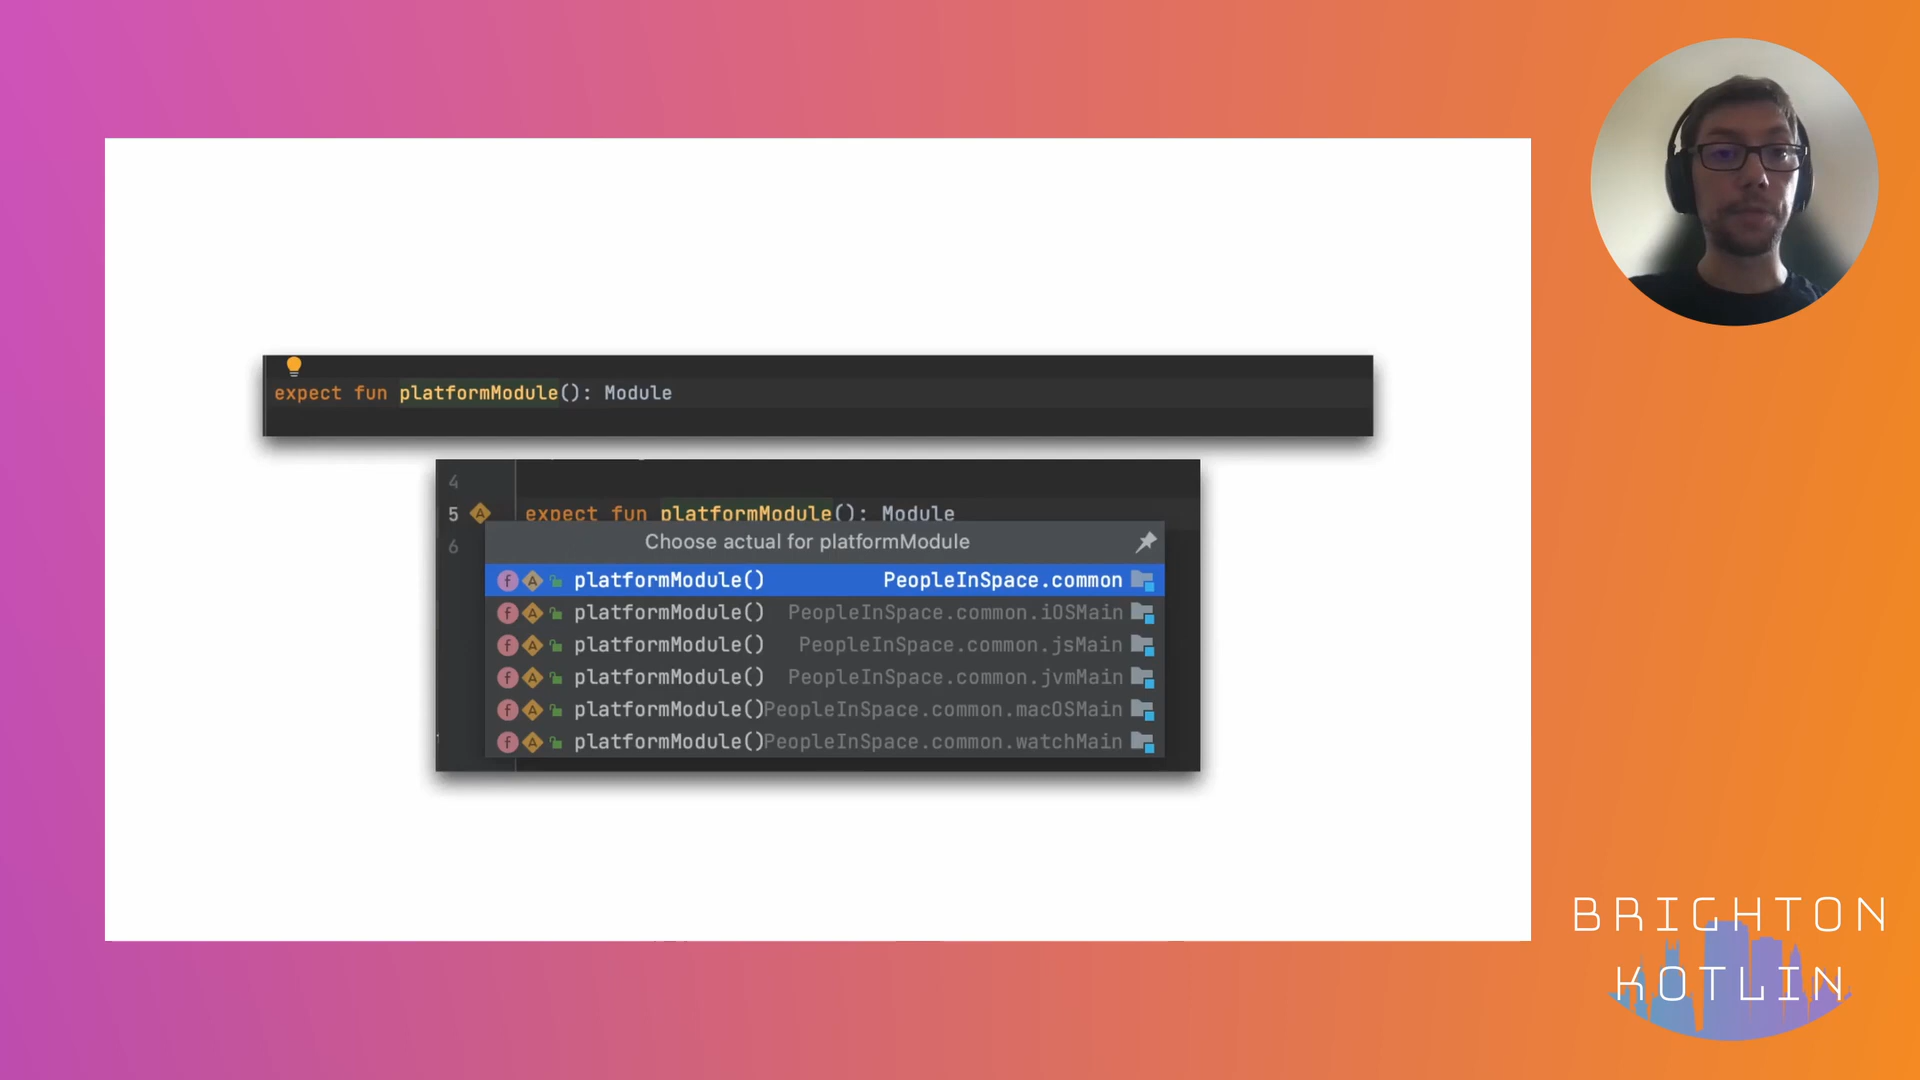 expect fun platformModule(): Module
4
5 expect fun platformModule(): Module
6 Choose actual for platformModule
platformModule() PeopleInSpace.common
platformModule() PeopleInSpace.common.iOSMain
platformModule() PeopleInSpace.common.jsMain
platformModule() PeopleInSpace.common.jvmMain
platformModule() PeopleInSpace.common.macOSMain
platformModule() PeopleInSpace.common.watchMain
BRIGHTON
KOTLIN